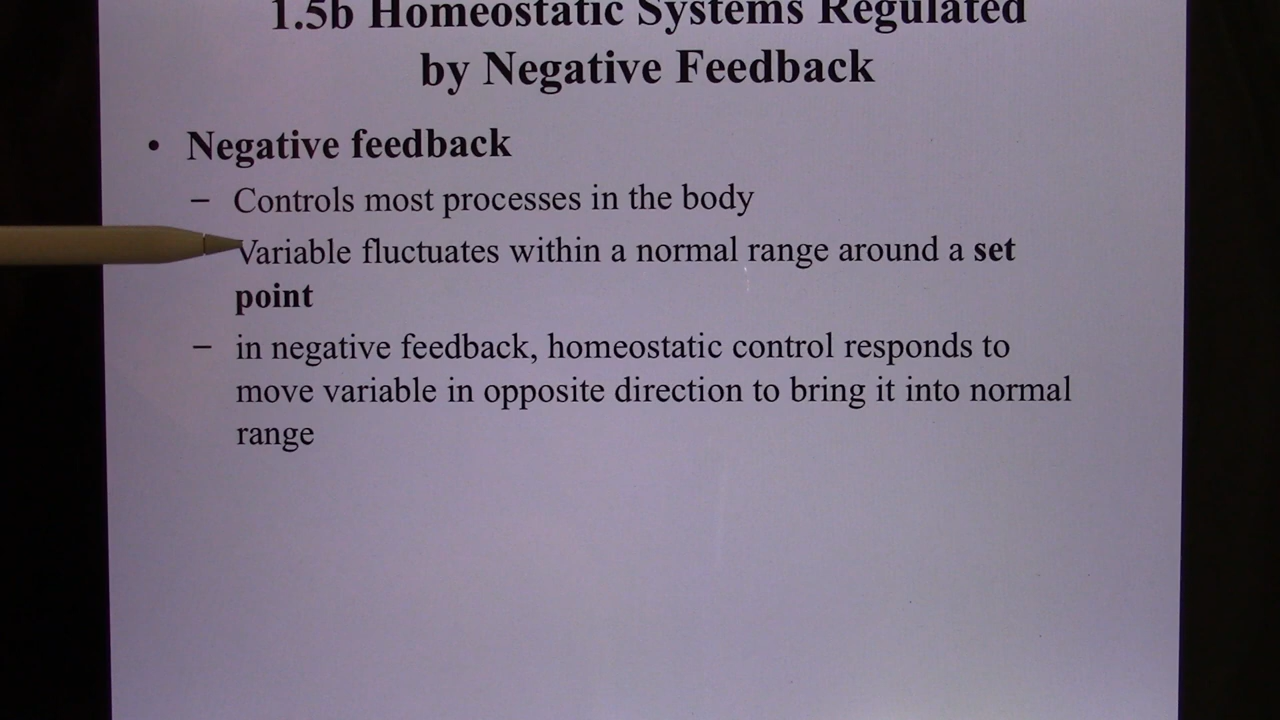 1.5b Homeostatic Systems Regulated
by Negative Feedback
• Negative feedback
– Controls most processes in the body
Variable fluctuates within a normal range around a set
point
– in negative feedback, homeostatic control responds to
move variable in opposite direction to bring it into normal
range